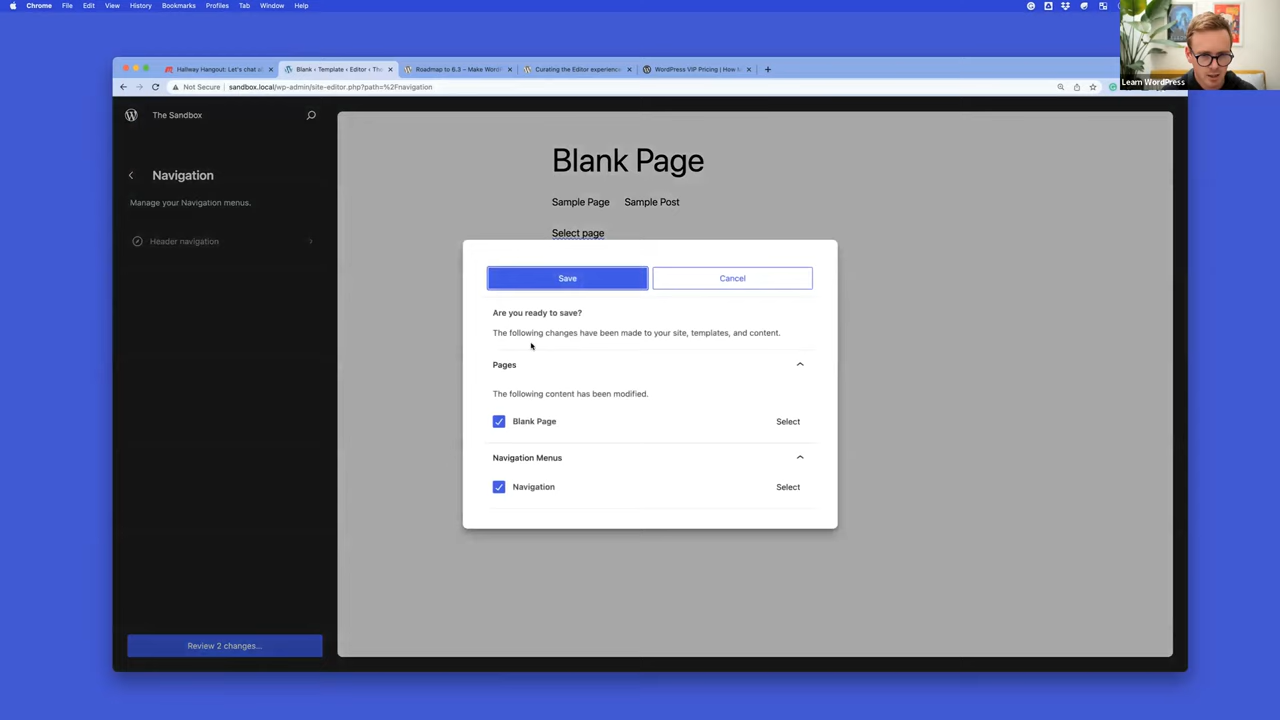 Chrome File Edit View History Bookmarks Profiles Tab Window Help
Learn WordPress
Hallway Hangout: Let's chat a
Blank ‹ Template ‹ Editor ‹ The
Roadmap to 6.3 – Make Word
Curating the Editor experience
WordPress VIP Pricing | How
Not Secure sandbox.local/wp-admin/site-editor.php?path=%2Fnavigation
The Sandbox
Navigation
Manage your Navigation menus.
Header navigation
Review 2 changes...
Blank Page
Sample Page Sample Post
Select page
Save Cancel
Are you ready to save?
The following changes have been made to your site, templates, and content.
Pages
The following content has been modified.
Blank Page Select
Navigation Menus
Navigation Select